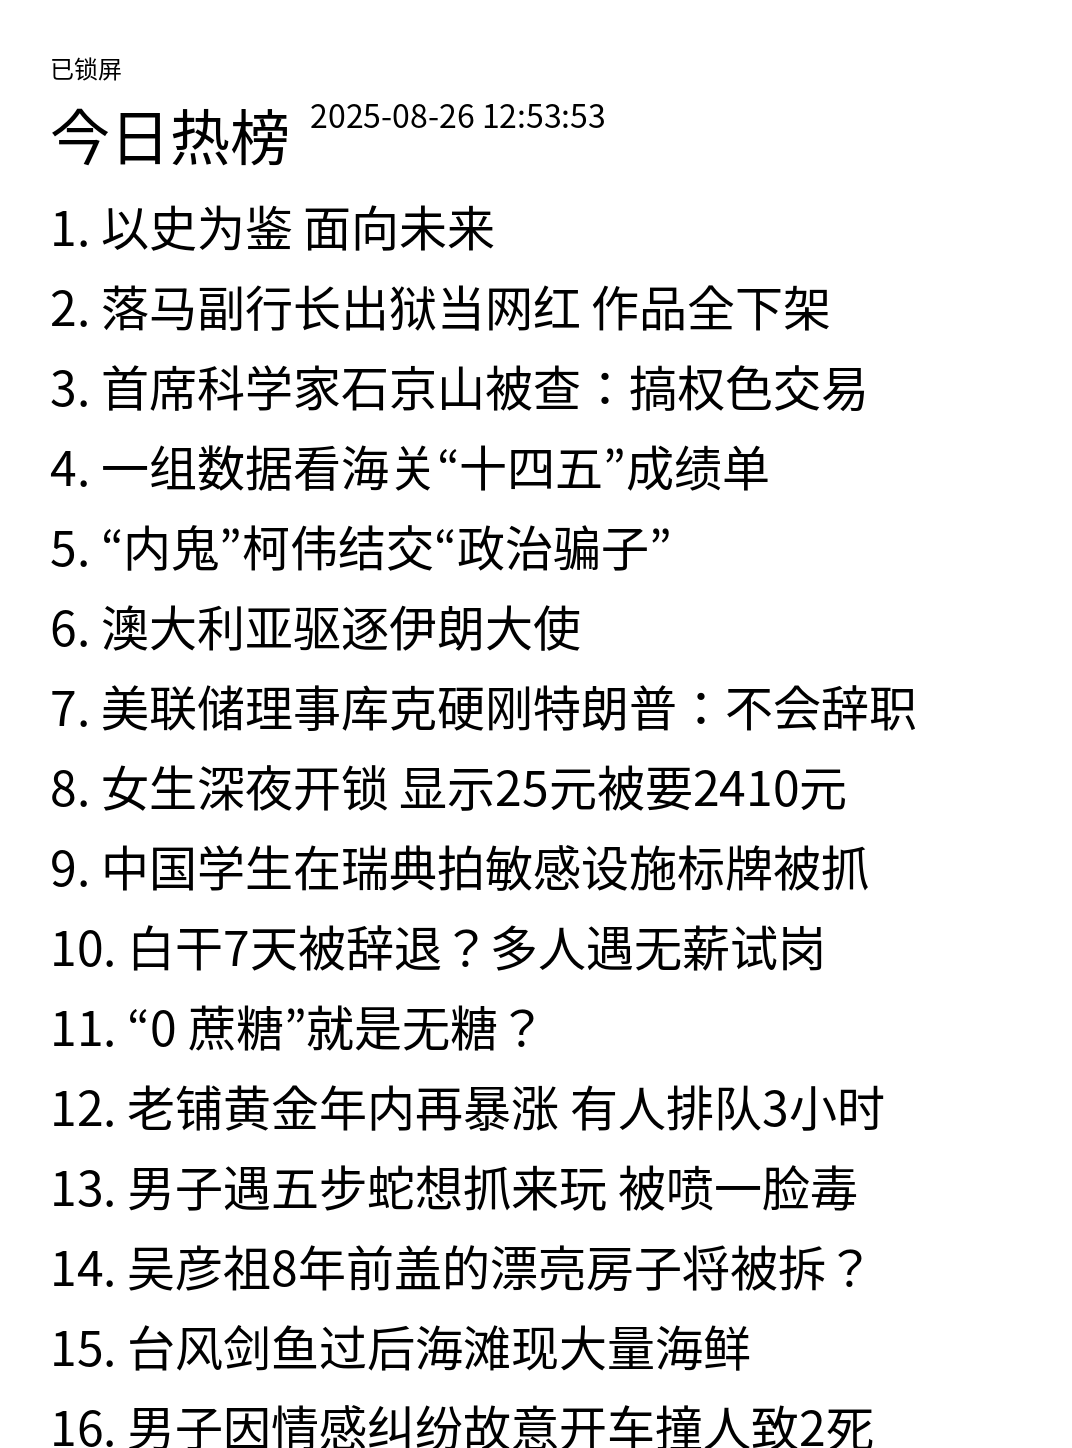 已锁屏
今日热榜 2025-08-26 12:53:53
1. 以史为鉴 面向未来
2. 落马副行长出狱当网红 作品全下架
3. 首席科学家石京山被查：搞权色交易
4. 一组数据看海关“十四五”成绩单
5. “内鬼”柯伟结交“政治骗子”
6. 澳大利亚驱逐伊朗大使
7. 美联储理事库克硬刚特朗普：不会辞职
8. 女生深夜开锁 显示25元被要2410元
9. 中国学生在瑞典拍敏感设施标牌被抓
10. 白干7天被辞退？多人遇无薪试岗
11. “0 蔗糖”就是无糖？
12. 老铺黄金年内再暴涨 有人排队3小时
13. 男子遇五步蛇想抓来玩 被喷一脸毒
14. 吴彦祖8年前盖的漂亮房子将被拆？
15. 台风剑鱼过后海滩现大量海鲜
16. 男子因情感纠纷故意开车撞人致2死